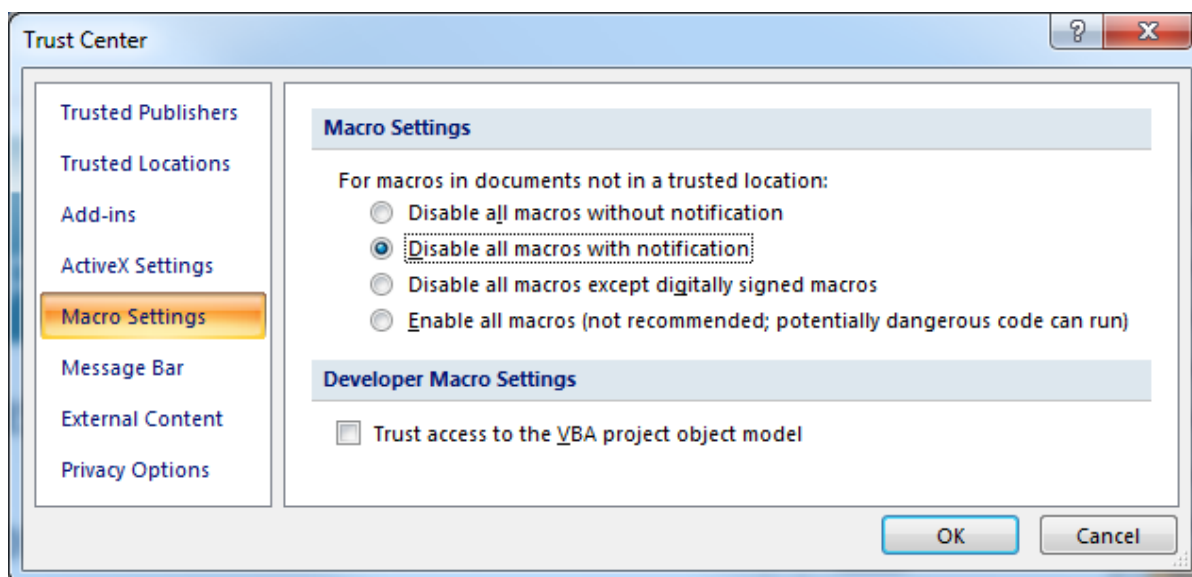 Trust Center
Trusted Publishers
Trusted Locations
Add-ins
ActiveX Settings
Macro Settings
Message Bar
External Content
Privacy Options
Macro Settings
For macros in documents not in a trusted location:
Disable all macros without notification
Disable all macros with notification
Disable all macros except digitally signed macros
Enable all macros (not recommended; potentially dangerous code can run)
Developer Macro Settings
Trust access to the VBA project object model
OK
Cancel